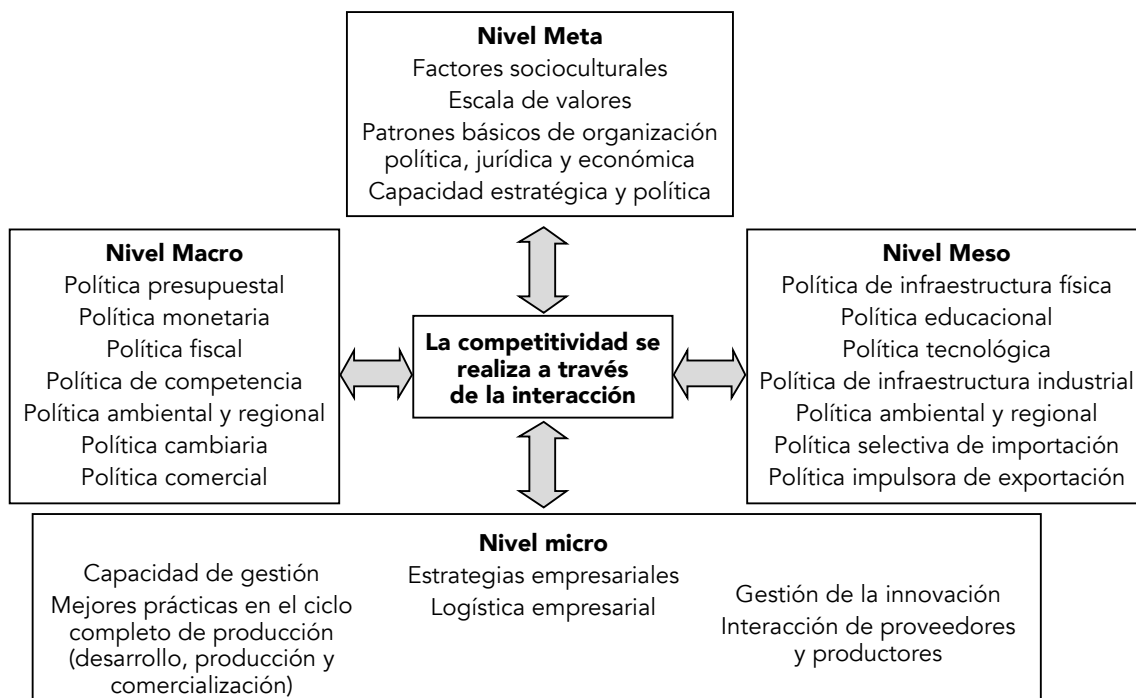 Nivel Meta
Factores socioculturales
Escala de valores
Patrones básicos de organización
política, jurídica y económica
Capacidad estratégica y política
Nivel Macro
Política presupuestal
Política monetaria
Política fiscal
Política de competencia
Política ambiental y regional
Política cambiaria
Política comercial
La competitividad se
realiza a través
de la interacción
Nivel Meso
Política de infraestructura física
Política educacional
Política tecnológica
Política de infraestructura industrial
Política ambiental y regional
Política selectiva de importación
Política impulsora de exportación
Nivel micro
Capacidad de gestión
Mejores prácticas en el ciclo
completo de producción
(desarrollo, producción y
comercialización)
Estrategias empresariales
Logística empresarial
Gestión de la innovación
Interacción de proveedores
y productores